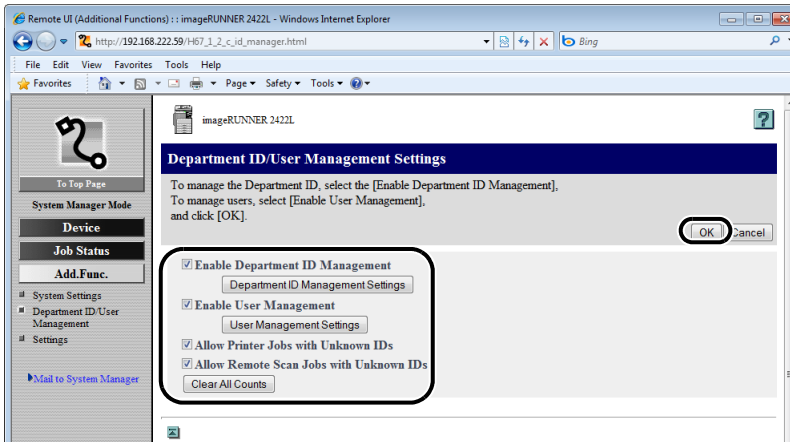 Remote UI (Additional Functions) : : imageRUNNER 2422L - Windows Internet Explorer
http://192.168.222.59/H67_1_2_c_id_manager.html
Bing
File Edit View Favorites Tools Help
Favorites
Page Safety Tools
imageRUNNER 2422L
To Top Page
System Manager Mode
Device
Job Status
Add.Func.
System Settings
Department ID/User
Management
Settings
Mail to System Manager
Department ID/User Management Settings
To manage the Department ID, select the [Enable Department ID Management],
To manage users, select [Enable User Management],
and click [OK].
OK Cancel
Enable Department ID Management
Department ID Management Settings
Enable User Management
User Management Settings
Allow Printer Jobs with Unknown IDs
Allow Remote Scan Jobs with Unknown IDs
Clear All Counts